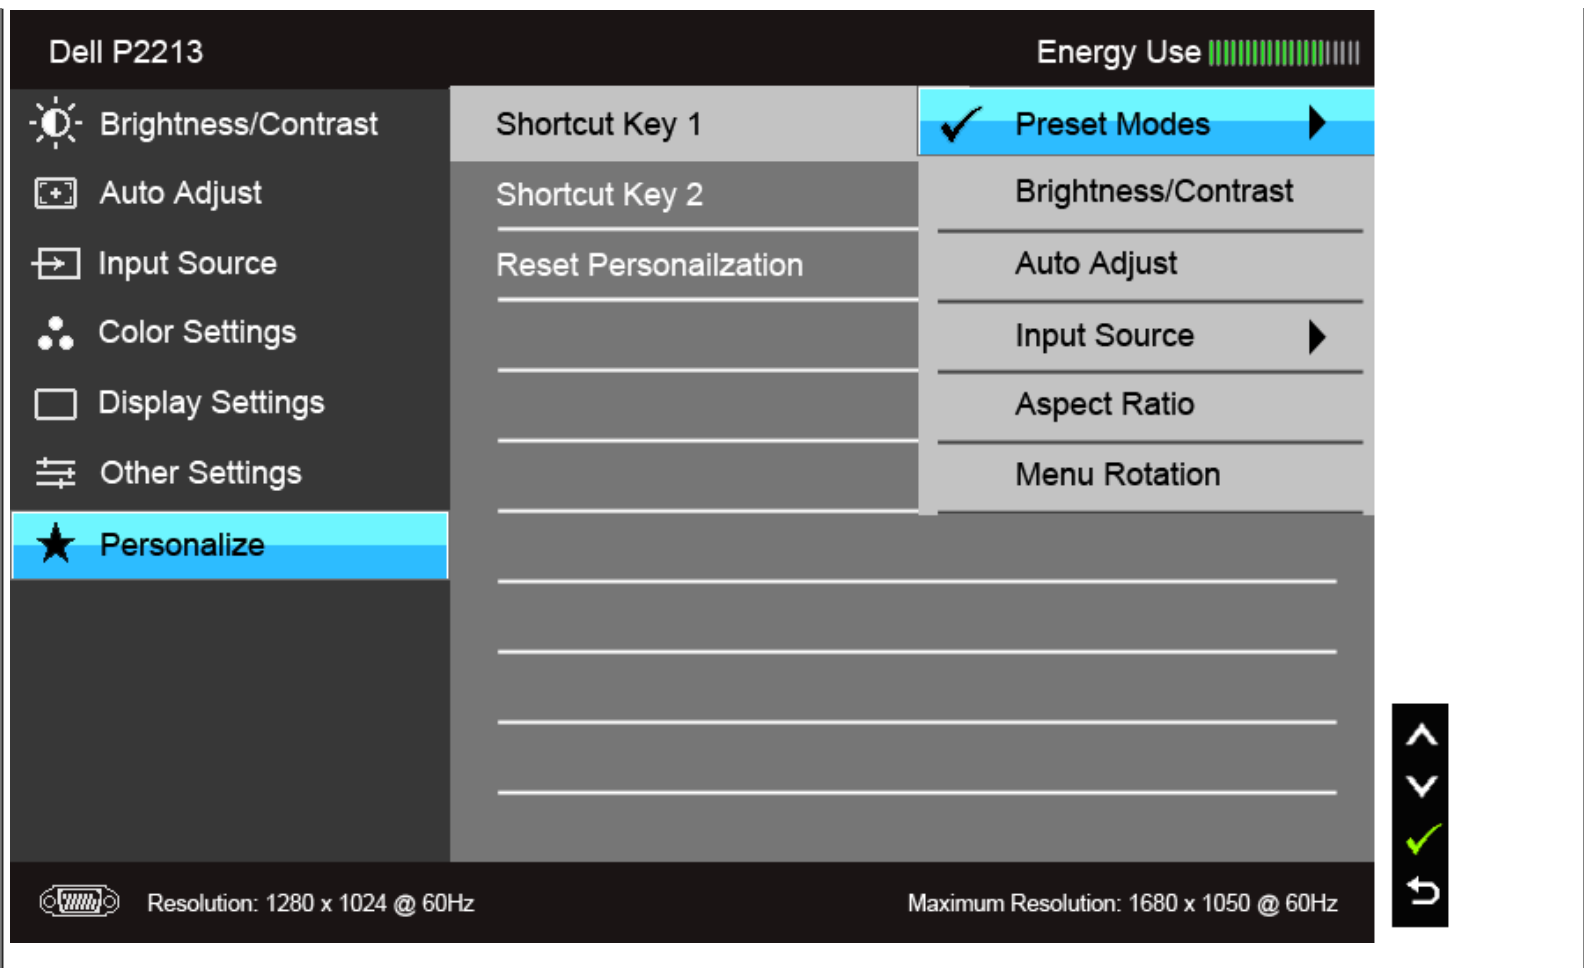 Dell P2213
Energy Use
Brightness/Contrast
Auto Adjust
Input Source
Color Settings
Display Settings
Other Settings
Personalize
Shortcut Key 1
Shortcut Key 2
Reset Personailzation
Preset Modes
Brightness/Contrast
Auto Adjust
Input Source
Aspect Ratio
Menu Rotation
Resolution: 1280 x 1024 @ 60Hz
Maximum Resolution: 1680 x 1050 @ 60Hz